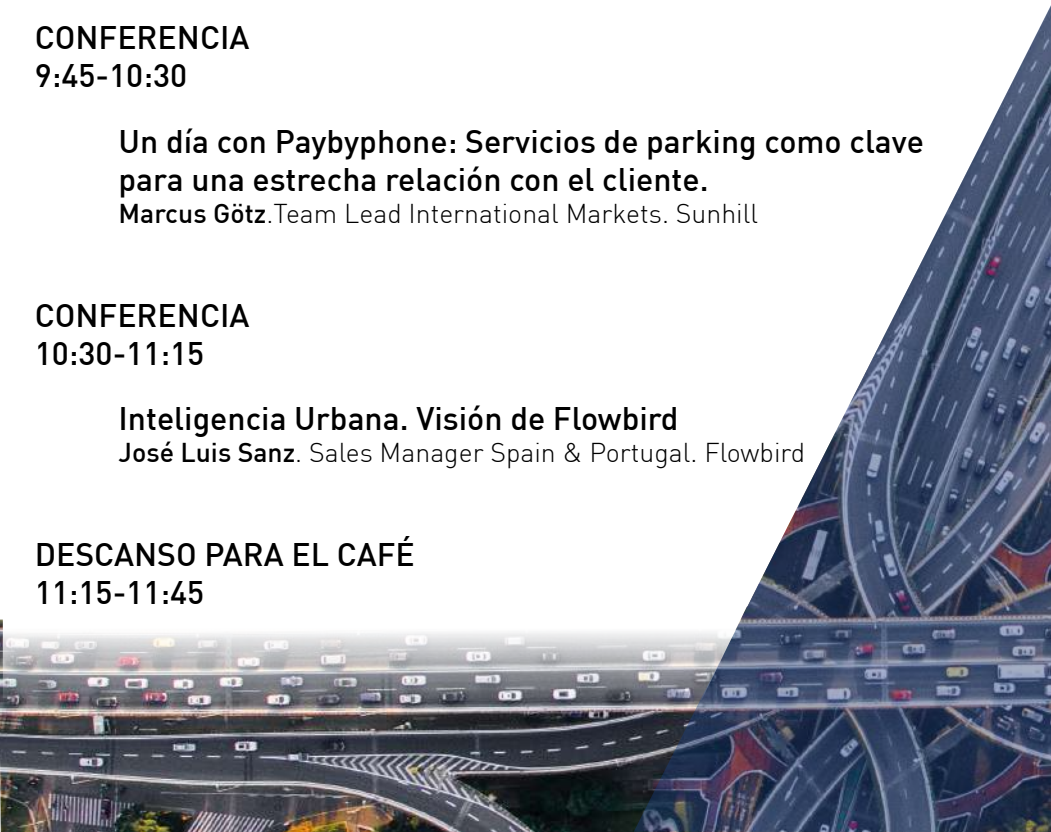 CONFERENCIA
9:45-10:30
Un día con Paybyphone: Servicios de parking como clave
para una estrecha relación con el cliente.
Marcus Götz.Team Lead International Markets. Sunhill
CONFERENCIA
10:30-11:15
Inteligencia Urbana. Visión de Flowbird
José Luis Sanz. Sales Manager Spain & Portugal. Flowbird
DESCANSO PARA EL CAFÉ
11:15-11:45